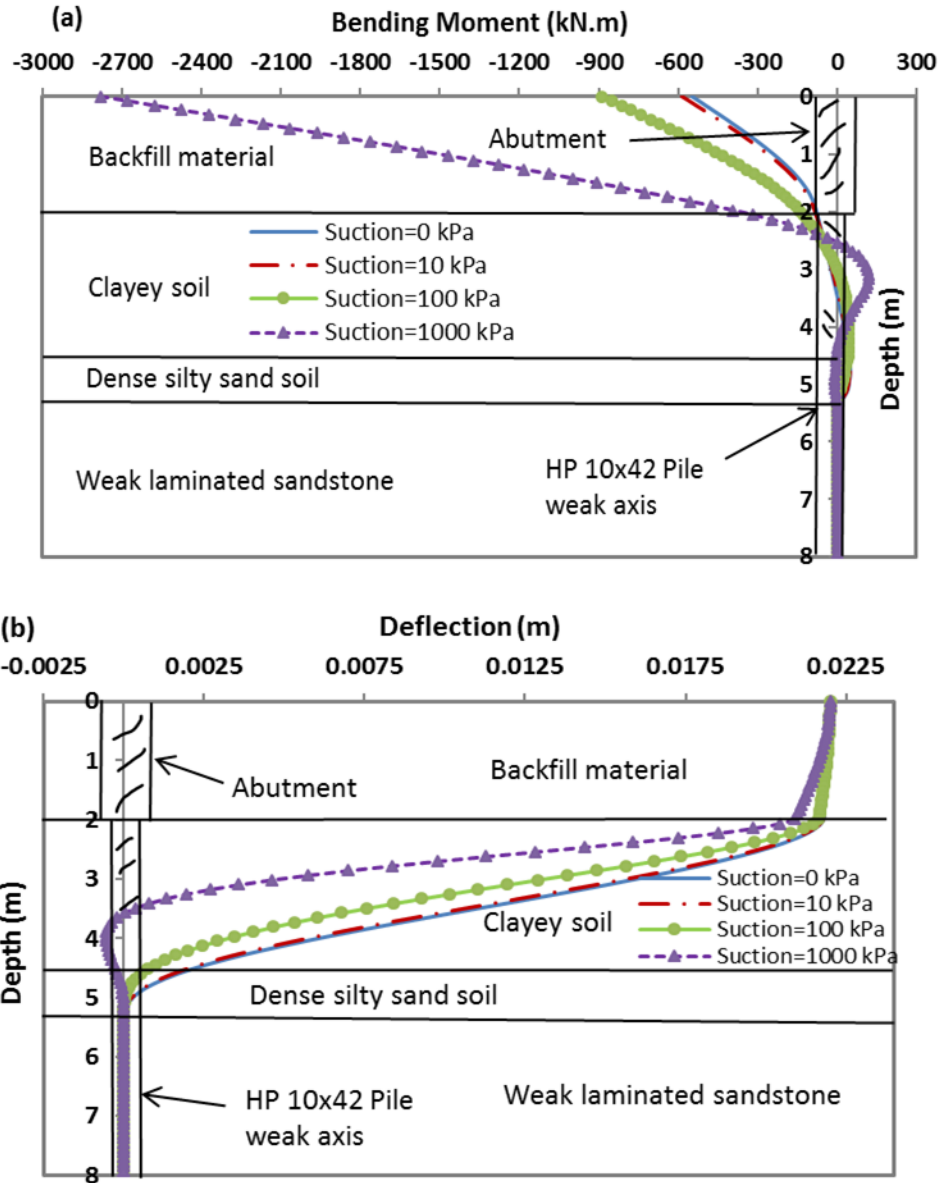 (a)
Bending Moment (kN.m)
-3000 -2700 -2400 -2100 -1800 -1500 -1200 -900 -600 -300 0 300
0
Abutment
Backfill material
1
2
Suction=0 kPa
Suction=10 kPa
Suction=100 kPa
Suction=1000 kPa
Clayey soil
3
4
Depth (m)
Dense silty sand soil
5
6
Weak laminated sandstone
HP 10x42 Pile
weak axis
7
8
(b)
Deflection (m)
-0.0025 0.0025 0.0075 0.0125 0.0175 0.0225
0
1
Abutment
Backfill material
2
3
Suction=0 kPa
Suction=10 kPa
Suction=100 kPa
Suction=1000 kPa
Clayey soil
4
Depth (m)
5
Dense silty sand soil
6
HP 10x42 Pile
weak axis
Weak laminated sandstone
7
8